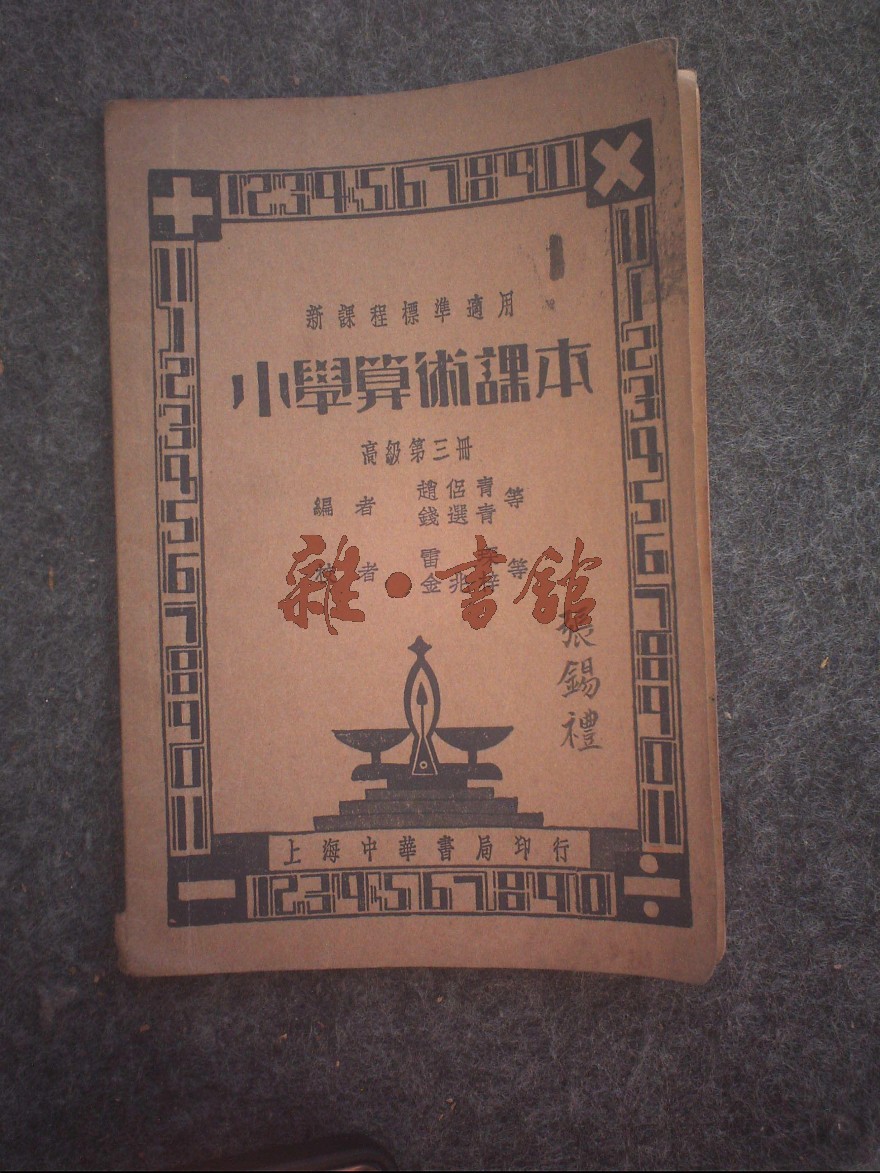 1234567890
新課程標準適用
小學算術課本
高級第三冊
編者 趙侶青 等
錢選青
者 雷 等
金兆梓
雜·書館
張錫禮
1234567890
1234567890
上海中華書局印行
1234567890